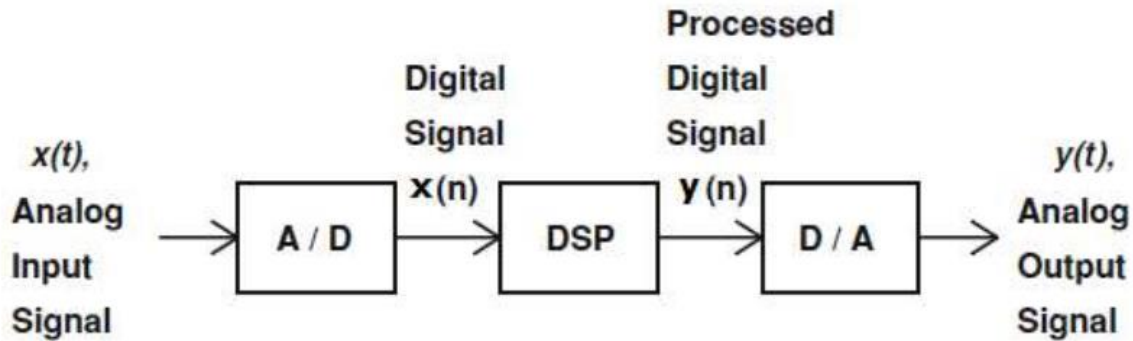 x(t),
Analog
Input
Signal
A / D
Digital
Signal
x(n)
DSP
Processed
Digital
Signal
y(n)
D / A
y(t),
Analog
Output
Signal